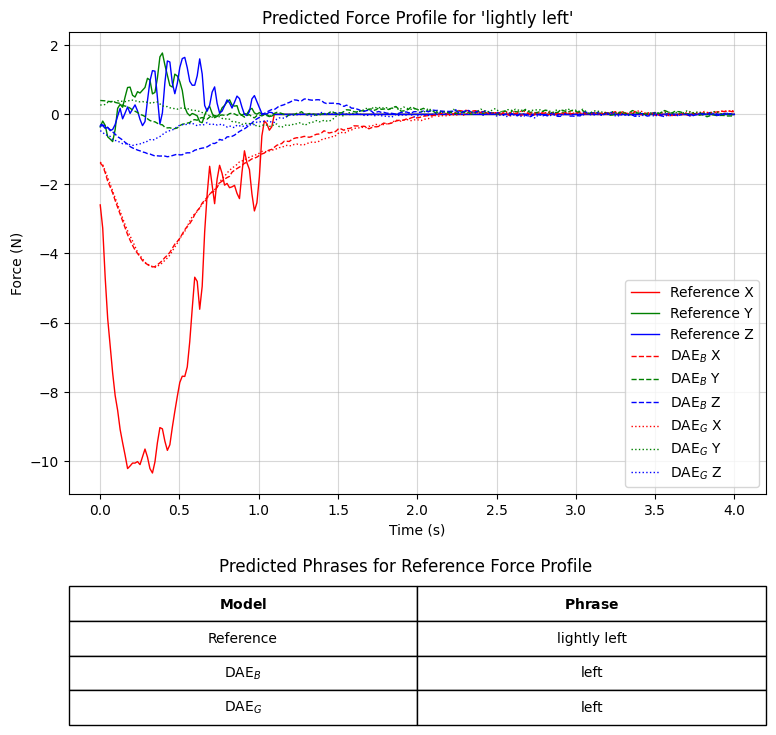 Predicted Force Profile for 'lightly left'
Force (N)
2
0
−2
−4
−6
−8
−10
0.0 0.5 1.0 1.5 2.0 2.5 3.0 3.5 4.0
Time (s)
Reference X
Reference Y
Reference Z
DAE_B X
DAE_B Y
DAE_B Z
DAE_G X
DAE_G Y
DAE_G Z
Predicted Phrases for Reference Force Profile
Model Phrase
Reference lightly left
DAE_B left
DAE_G left